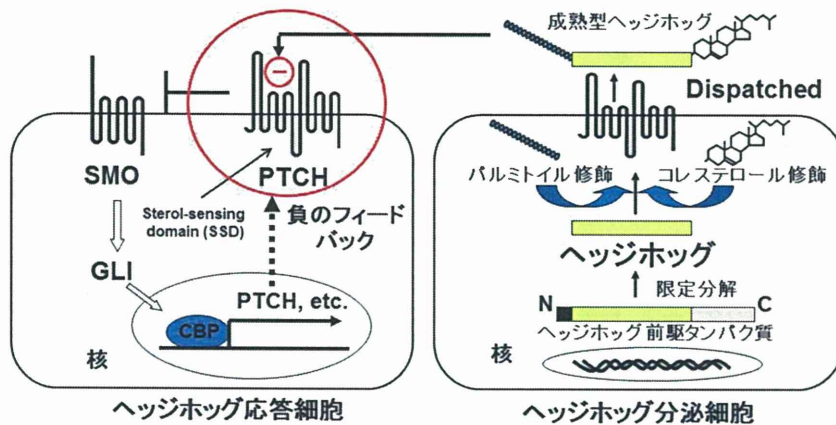 成熟型ヘッジホッグ
Dispatched
−
SMO
PTCH
Sterol-sensing
domain (SSD)
負のフィード
バック
GLI
PTCH, etc.
CBP
核
ヘッジホッグ応答細胞
パルミトイル修飾
コレステロール修飾
ヘッジホッグ
限定分解
N
C
ヘッジホッグ前駆タンパク質
核
ヘッジホッグ分泌細胞